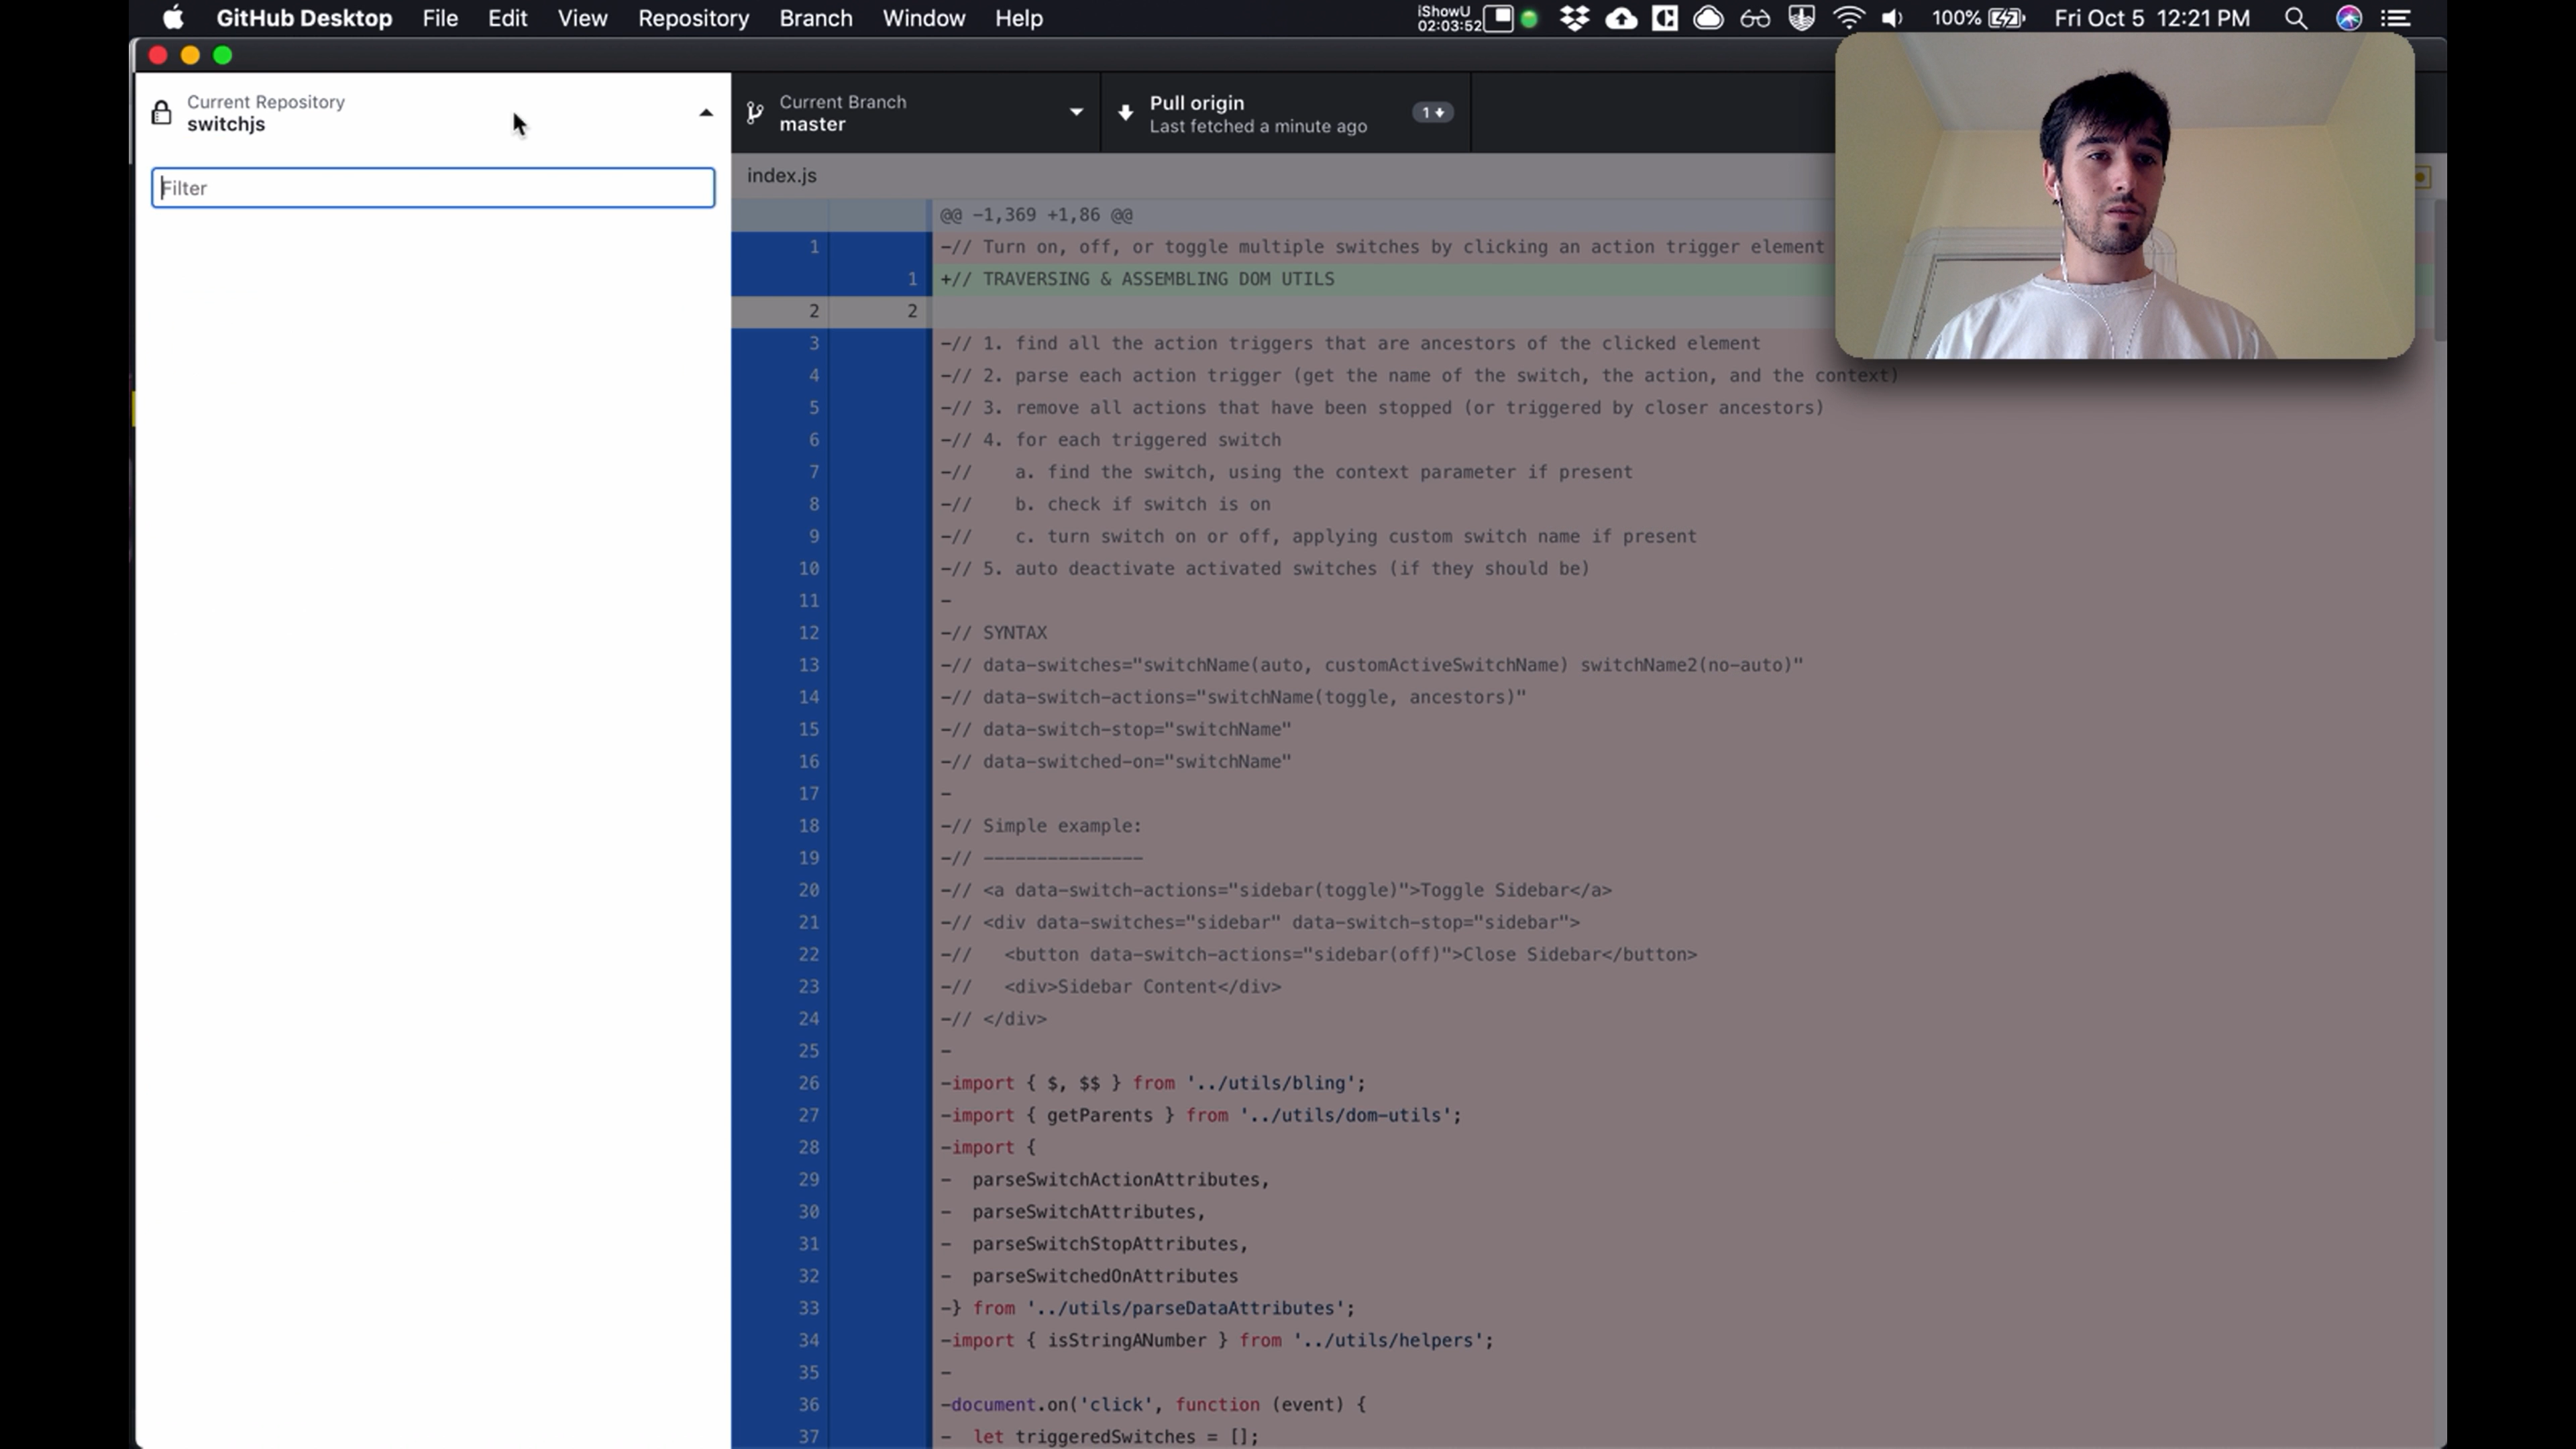 GitHub Desktop File Edit View Repository Branch Window Help
iShowU
02:03:52
100%
Fri Oct 5 12:21 PM
Current Repository
switchjs
Current Branch
master
Pull origin
Last fetched a minute ago
1
Filter
index.js
@@ -1,369 +1,86 @@
1 -// Turn on, off, or toggle multiple switches by clicking an action trigger element
1 +// TRAVERSING & ASSEMBLING DOM UTILS
2 2
3 -// 1. find all the action triggers that are ancestors of the clicked element
4 -// 2. parse each action trigger (get the name of the switch, the action, and the context)
5 -// 3. remove all actions that have been stopped (or triggered by closer ancestors)
6 -// 4. for each triggered switch
7 -//    a. find the switch, using the context parameter if present
8 -//    b. check if switch is on
9 -//    c. turn switch on or off, applying custom switch name if present
10 -// 5. auto deactivate activated switches (if they should be)
11 -
12 -// SYNTAX
13 -// data-switches="switchName(auto, customActiveSwitchName) switchName2(no-auto)"
14 -// data-switch-actions="switchName(toggle, ancestors)"
15 -// data-switch-stop="switchName"
16 -// data-switched-on="switchName"
17 -
18 -// Simple example:
19 -// ---------------
20 -// <a data-switch-actions="sidebar(toggle)">Toggle Sidebar</a>
21 -// <div data-switches="sidebar" data-switch-stop="sidebar">
22 -//   <button data-switch-actions="sidebar(off)">Close Sidebar</button>
23 -//   <div>Sidebar Content</div>
24 -// </div>
25 -
26 -import { $, $$ } from '../utils/bling';
27 -import { getParents } from '../utils/dom-utils';
28 -import {
29 -  parseSwitchActionAttributes,
30 -  parseSwitchAttributes,
31 -  parseSwitchStopAttributes,
32 -  parseSwitchedOnAttributes
33 -} from '../utils/parseDataAttributes';
34 -import { isStringANumber } from '../utils/helpers';
35 -
36 -document.on('click', function (event) {
37 -  let triggeredSwitches = [];